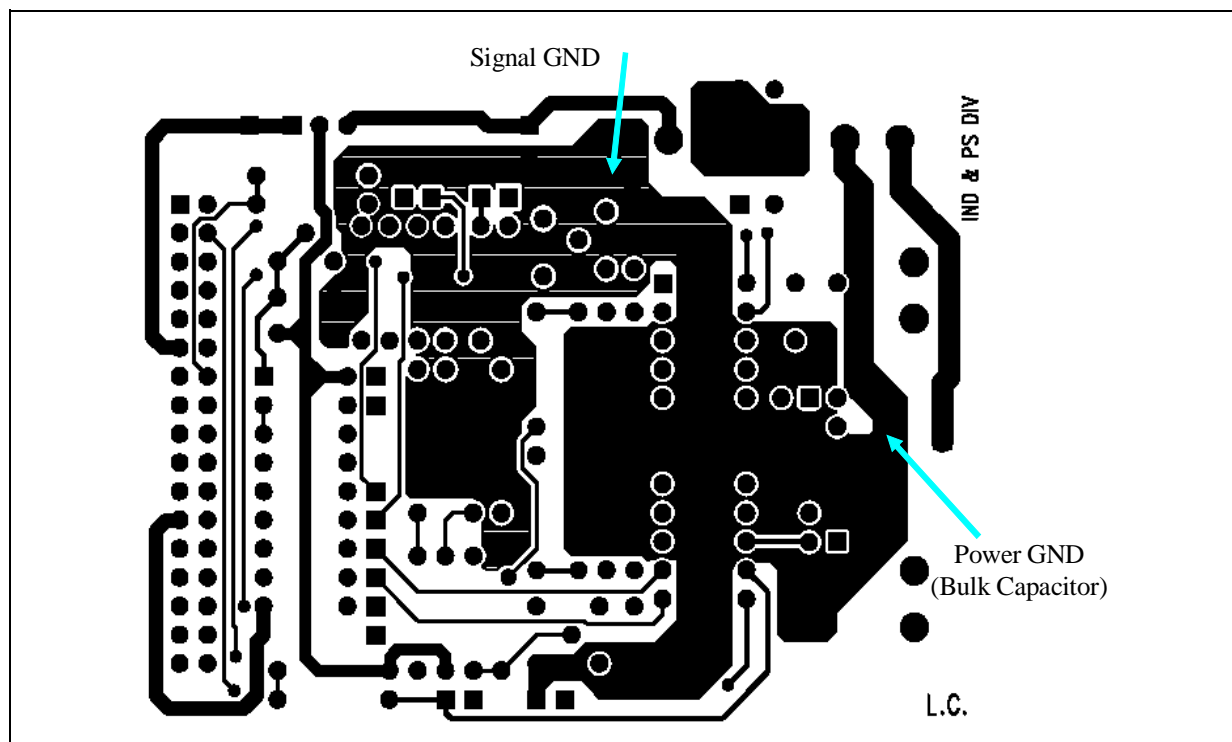 Signal GND
IND & PS DIV
Power GND
(Bulk Capacitor)
L.C.